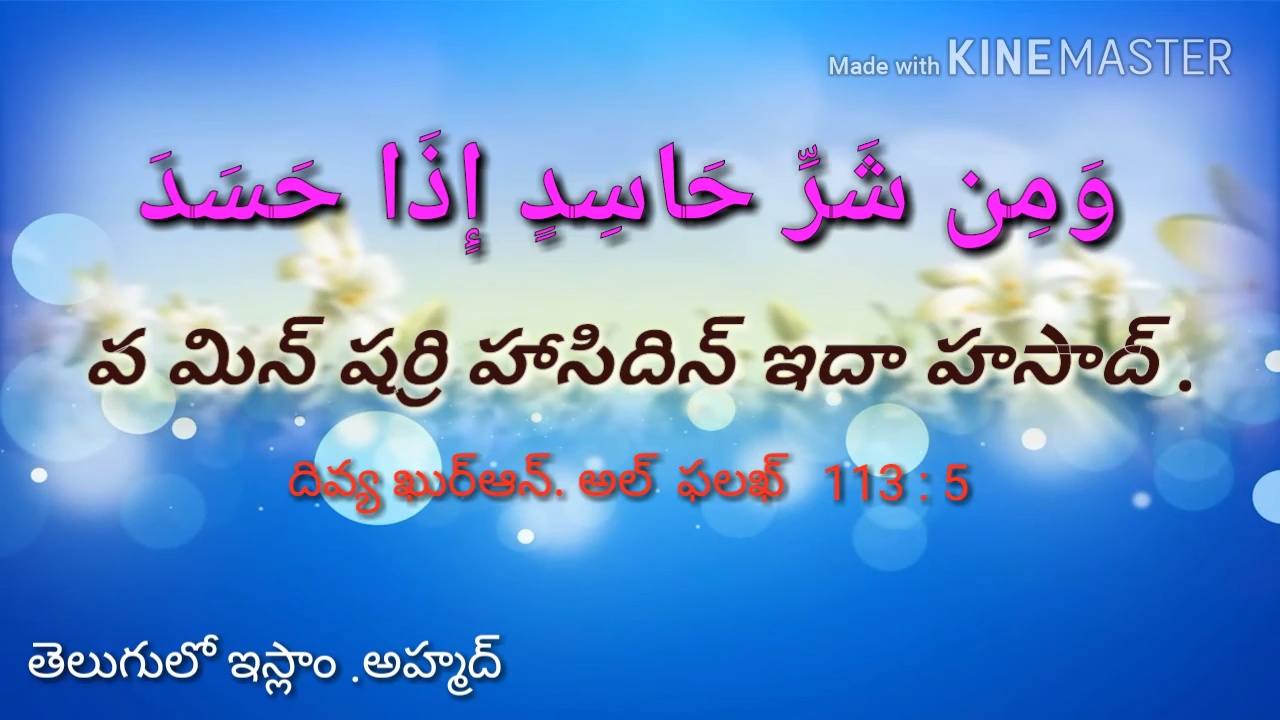 Made with KINEMASTER
وَمِن شَرِّ حَاسِدٍ إِذَا حَسَدَ
వ మిన్ షర్రి హాసిదిన్ ఇదా హసాద్ .
దివ్య ఖుర్ఆన్. అల్ ఫలఖ్ 113 : 5
తెలుగులో ఇస్లాం .అహ్మద్